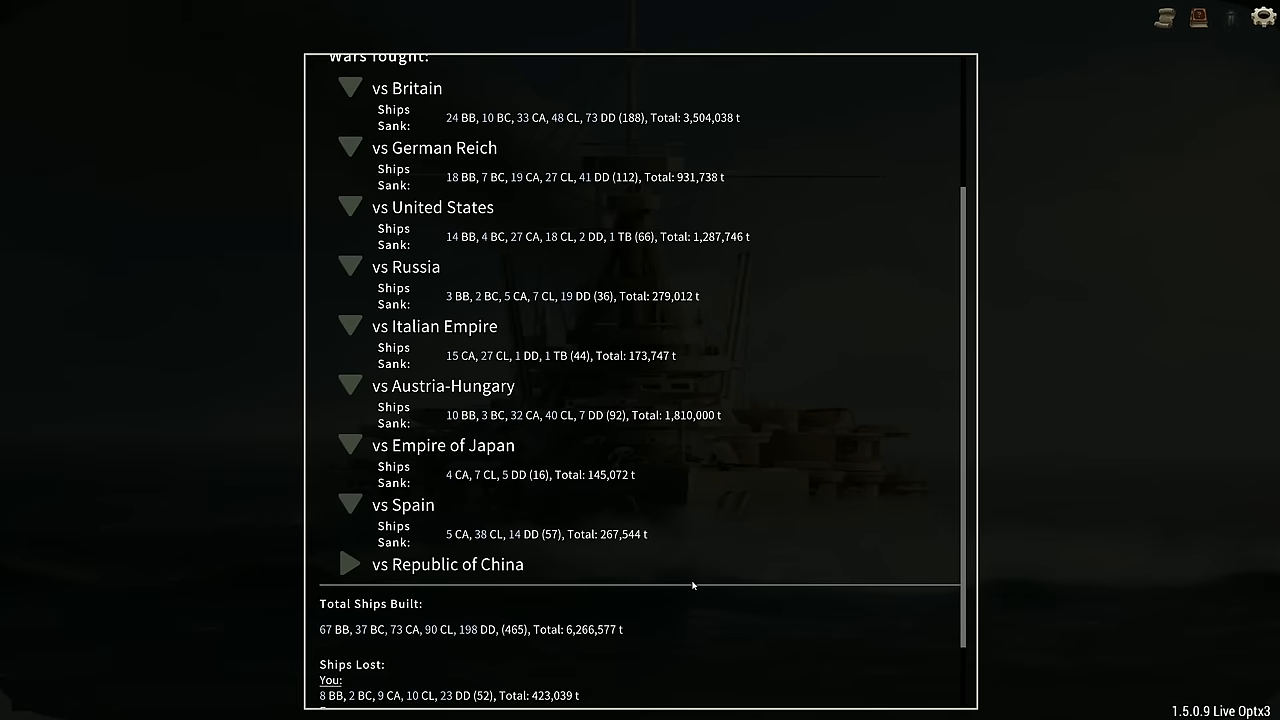 Wars fought:
vs Britain
Ships
Sank:
24 BB, 10 BC, 33 CA, 48 CL, 73 DD (188), Total: 3,504,038 t
vs German Reich
Ships
Sank:
18 BB, 7 BC, 19 CA, 27 CL, 41 DD (112), Total: 931,738 t
vs United States
Ships
Sank:
14 BB, 4 BC, 27 CA, 18 CL, 2 DD, 1 TB (66), Total: 1,287,746 t
vs Russia
Ships
Sank:
3 BB, 2 BC, 5 CA, 7 CL, 19 DD (36), Total: 279,012 t
vs Italian Empire
Ships
Sank:
15 CA, 27 CL, 1 DD, 1 TB (44), Total: 173,747 t
vs Austria-Hungary
Ships
Sank:
10 BB, 3 BC, 32 CA, 40 CL, 7 DD (92), Total: 1,810,000 t
vs Empire of Japan
Ships
Sank:
4 CA, 7 CL, 5 DD (16), Total: 145,072 t
vs Spain
Ships
Sank:
5 CA, 38 CL, 14 DD (57), Total: 267,544 t
vs Republic of China
Total Ships Built:
67 BB, 37 BC, 73 CA, 90 CL, 198 DD, (465), Total: 6,266,577 t
Ships Lost:
You:
8 BB, 2 BC, 9 CA, 10 CL, 23 DD (52), Total: 423,039 t
1.5.0.9 Live Optx3